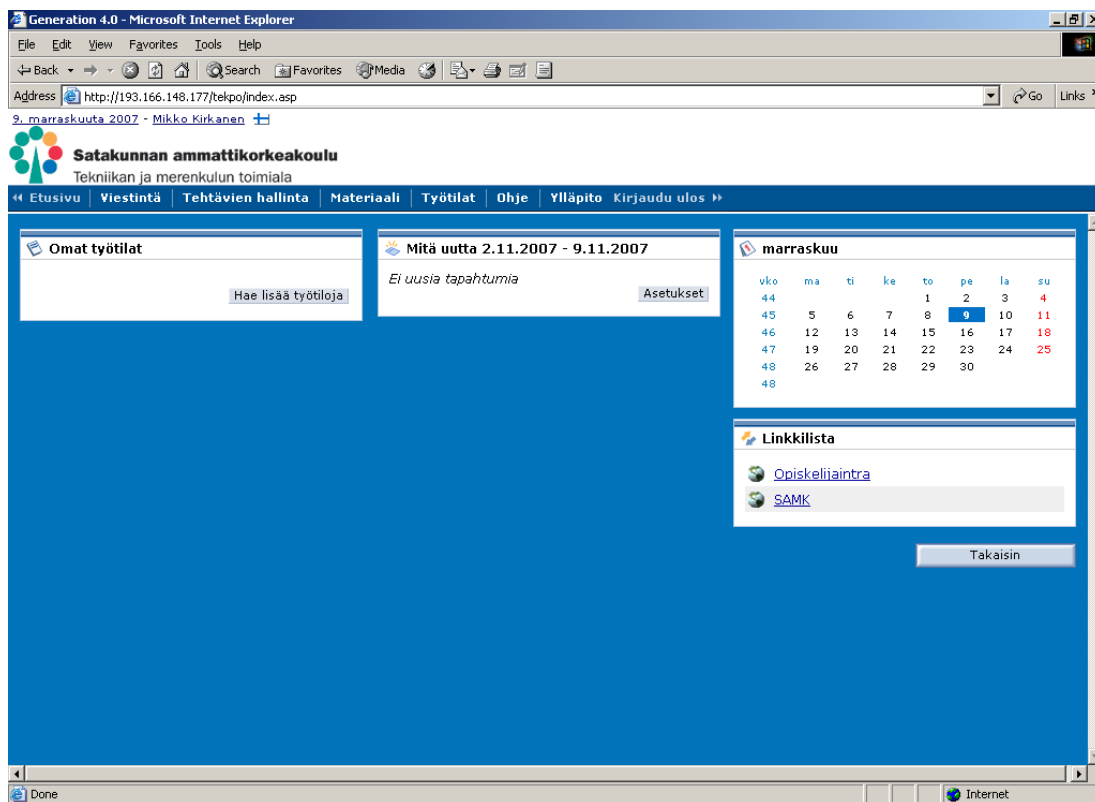 Generation 4.0 - Microsoft Internet Explorer
File Edit View Favorites Tools Help
Back Search Favorites Media
Address http://193.166.148.177/tekpo/index.asp Go Links
9. marraskuuta 2007 - Mikko Kirkanen
Satakunnan ammattikorkeakoulu
Tekniikan ja merenkulun toimiala
Etusivu Viestintä Tehtävien hallinta Materiaali Työtilat Ohje Ylläpito Kirjaudu ulos
Omat työtilat
Hae lisää työtiloja
Mitä uutta 2.11.2007 - 9.11.2007
Ei uusia tapahtumia
Asetukset
marraskuu
vko ma ti ke to pe la su
44 1 2 3 4
45 5 6 7 8 9 10 11
46 12 13 14 15 16 17 18
47 19 20 21 22 23 24 25
48 26 27 28 29 30
48
Linkkilista
Opiskelijaintra
SAMK
Takaisin
Done Internet